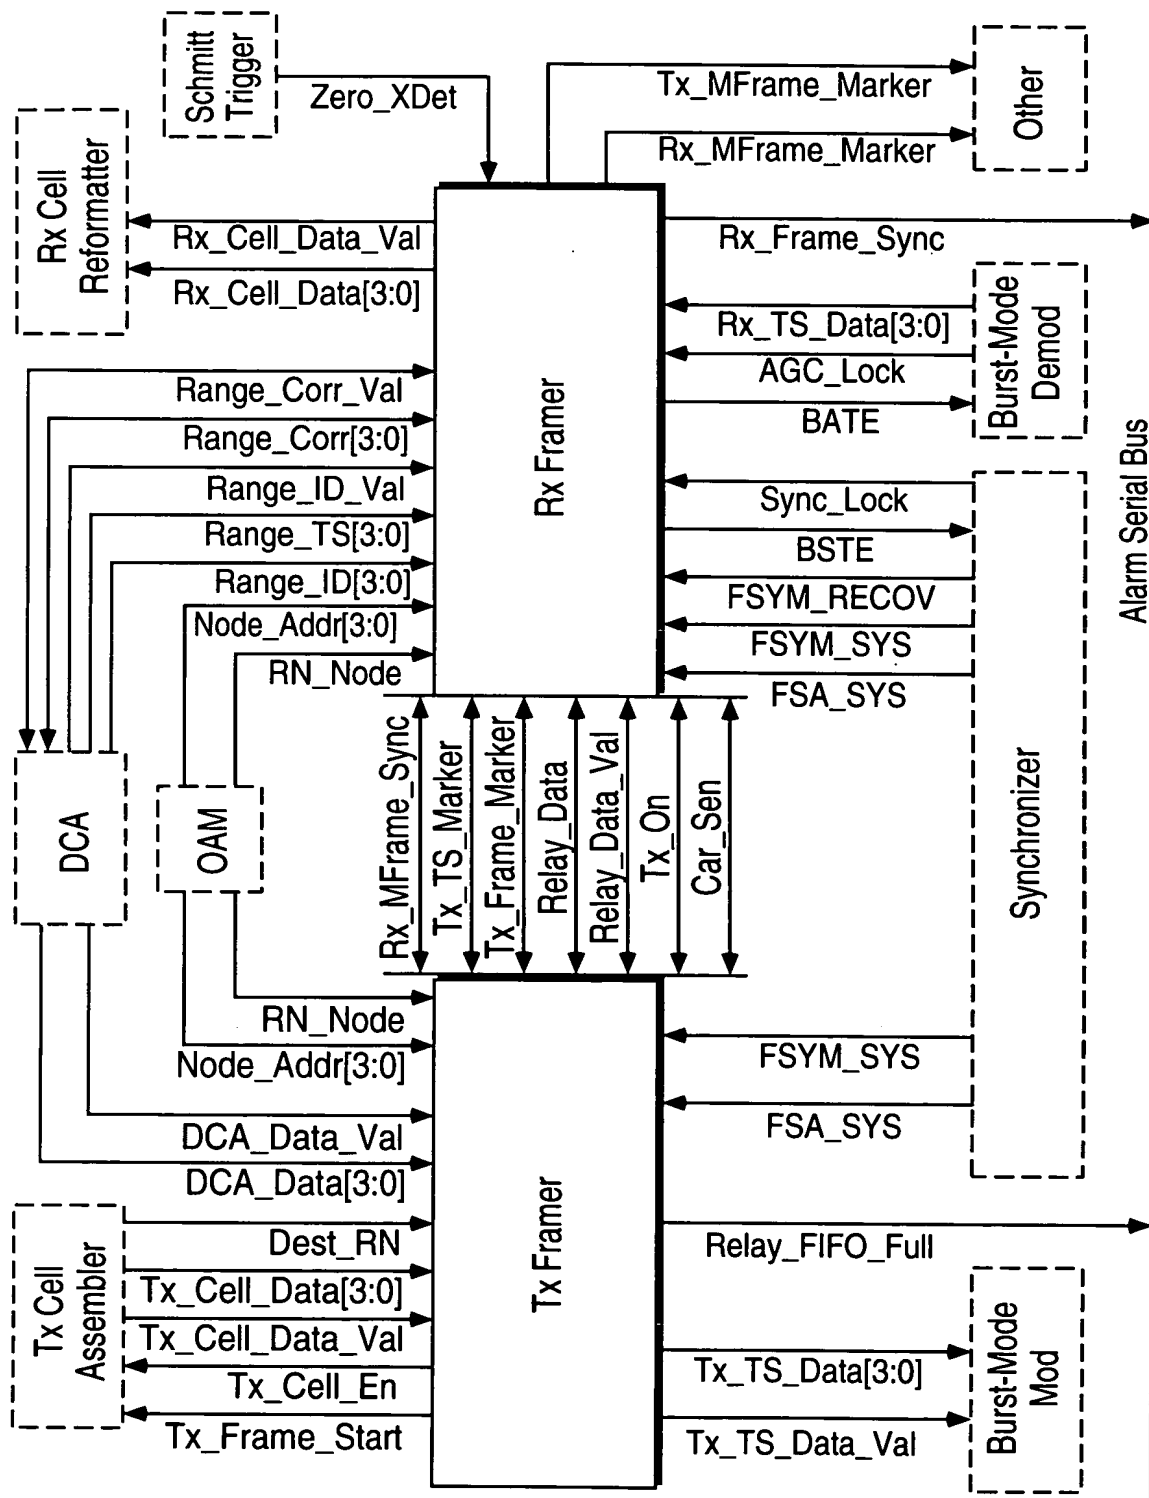 Schmitt
Trigger
Zero_XDet
Tx_MFrame_Marker
Rx_MFrame_Marker
Other
Rx Cell
Reformatter
Rx_Cell_Data_Val
Rx_Cell_Data[3:0]
Rx_Frame_Sync
Rx_TS_Data[3:0]
AGC_Lock
BATE
Burst-Mode
Demod
Range_Corr_Val
Range_Corr[3:0]
Range_ID_Val
Range_TS[3:0]
Range_ID[3:0]
Node_Addr[3:0]
RN_Node
Rx Framer
Sync_Lock
BSTE
FSYM_RECOV
FSYM_SYS
FSA_SYS
Alarm Serial Bus
DCA
OAM
Rx_MFrame_Sync
Tx_TS_Marker
Tx_Frame_Marker
Relay_Data
Relay_Data_Val
Tx_On
Car_Sen
Synchronizer
RN_Node
Node_Addr[3:0]
DCA_Data_Val
DCA_Data[3:0]
FSYM_SYS
FSA_SYS
Tx Cell
Assembler
Dest_RN
Tx_Cell_Data[3:0]
Tx_Cell_Data_Val
Tx_Cell_En
Tx_Frame_Start
Tx Framer
Relay_FIFO_Full
Tx_TS_Data[3:0]
Tx_TS_Data_Val
Burst-Mode
Mod